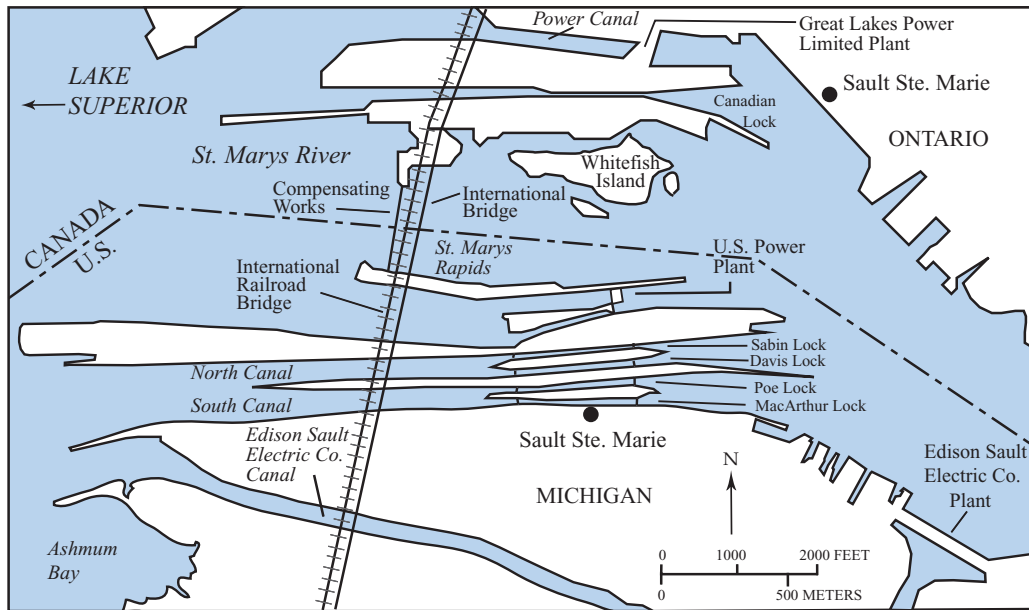 Power Canal
Great Lakes Power
Limited Plant
LAKE
SUPERIOR
Sault Ste. Marie
Canadian
Lock
ONTARIO
St. Marys River
Whitefish
Island
Compensating
Works
International
Bridge
CANADA
U.S.
St. Marys
Rapids
U.S. Power
Plant
International
Railroad
Bridge
Sabin Lock
Davis Lock
North Canal
Poe Lock
South Canal
MacArthur Lock
Edison Sault
Electric Co.
Canal
Sault Ste. Marie
Edison Sault
Electric Co.
Plant
N
MICHIGAN
Ashmum
Bay
0 1000 2000 FEET
0 500 METERS